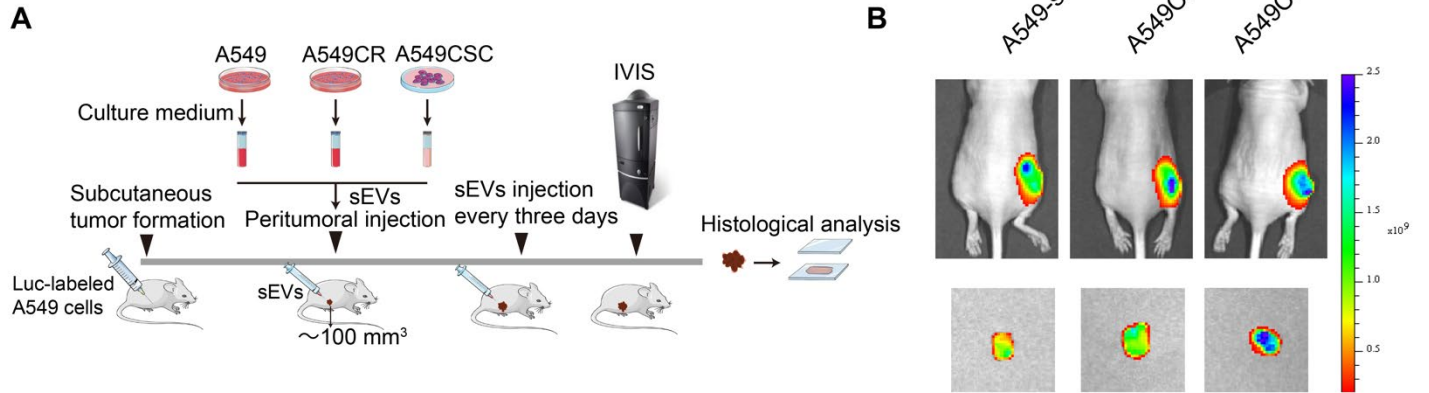 A
A549
A549CR
A549CSC
IVIS
Culture medium
Subcutaneous
tumor formation
sEVs
Peritumoral injection
sEVs injection
every three days
Histological analysis
Luc-labeled
A549 cells
sEVs
～100 mm³
B
2.5
2.0
1.5
x10⁹
1.0
0.5